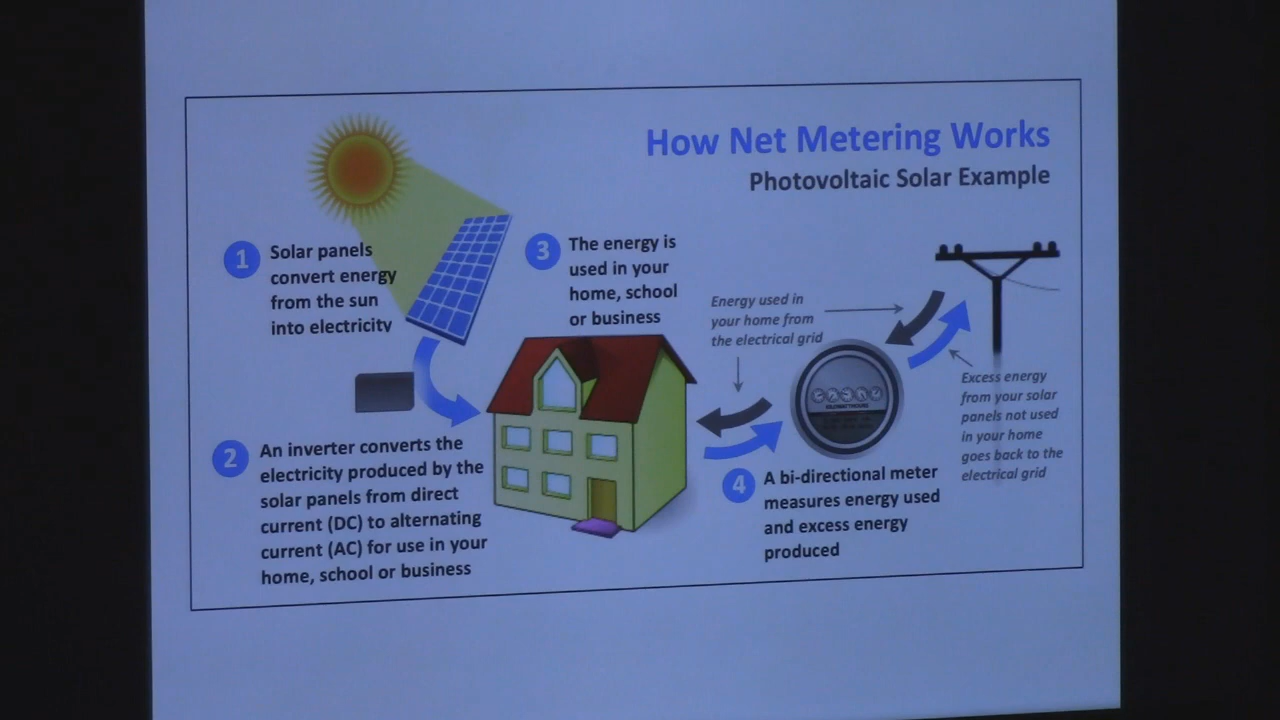 How Net Metering Works
Photovoltaic Solar Example
1
Solar panels
convert energy
from the sun
into electricity
2
An inverter converts the
electricity produced by the
solar panels from direct
current (DC) to alternating
current (AC) for use in your
home, school or business
3
The energy is
used in your
home, school
or business
Energy used in
your home from
the electrical grid
KILOWATTHOURS
4
A bi-directional meter
measures energy used
and excess energy
produced
Excess energy
from your solar
panels not used
in your home
goes back to the
electrical grid